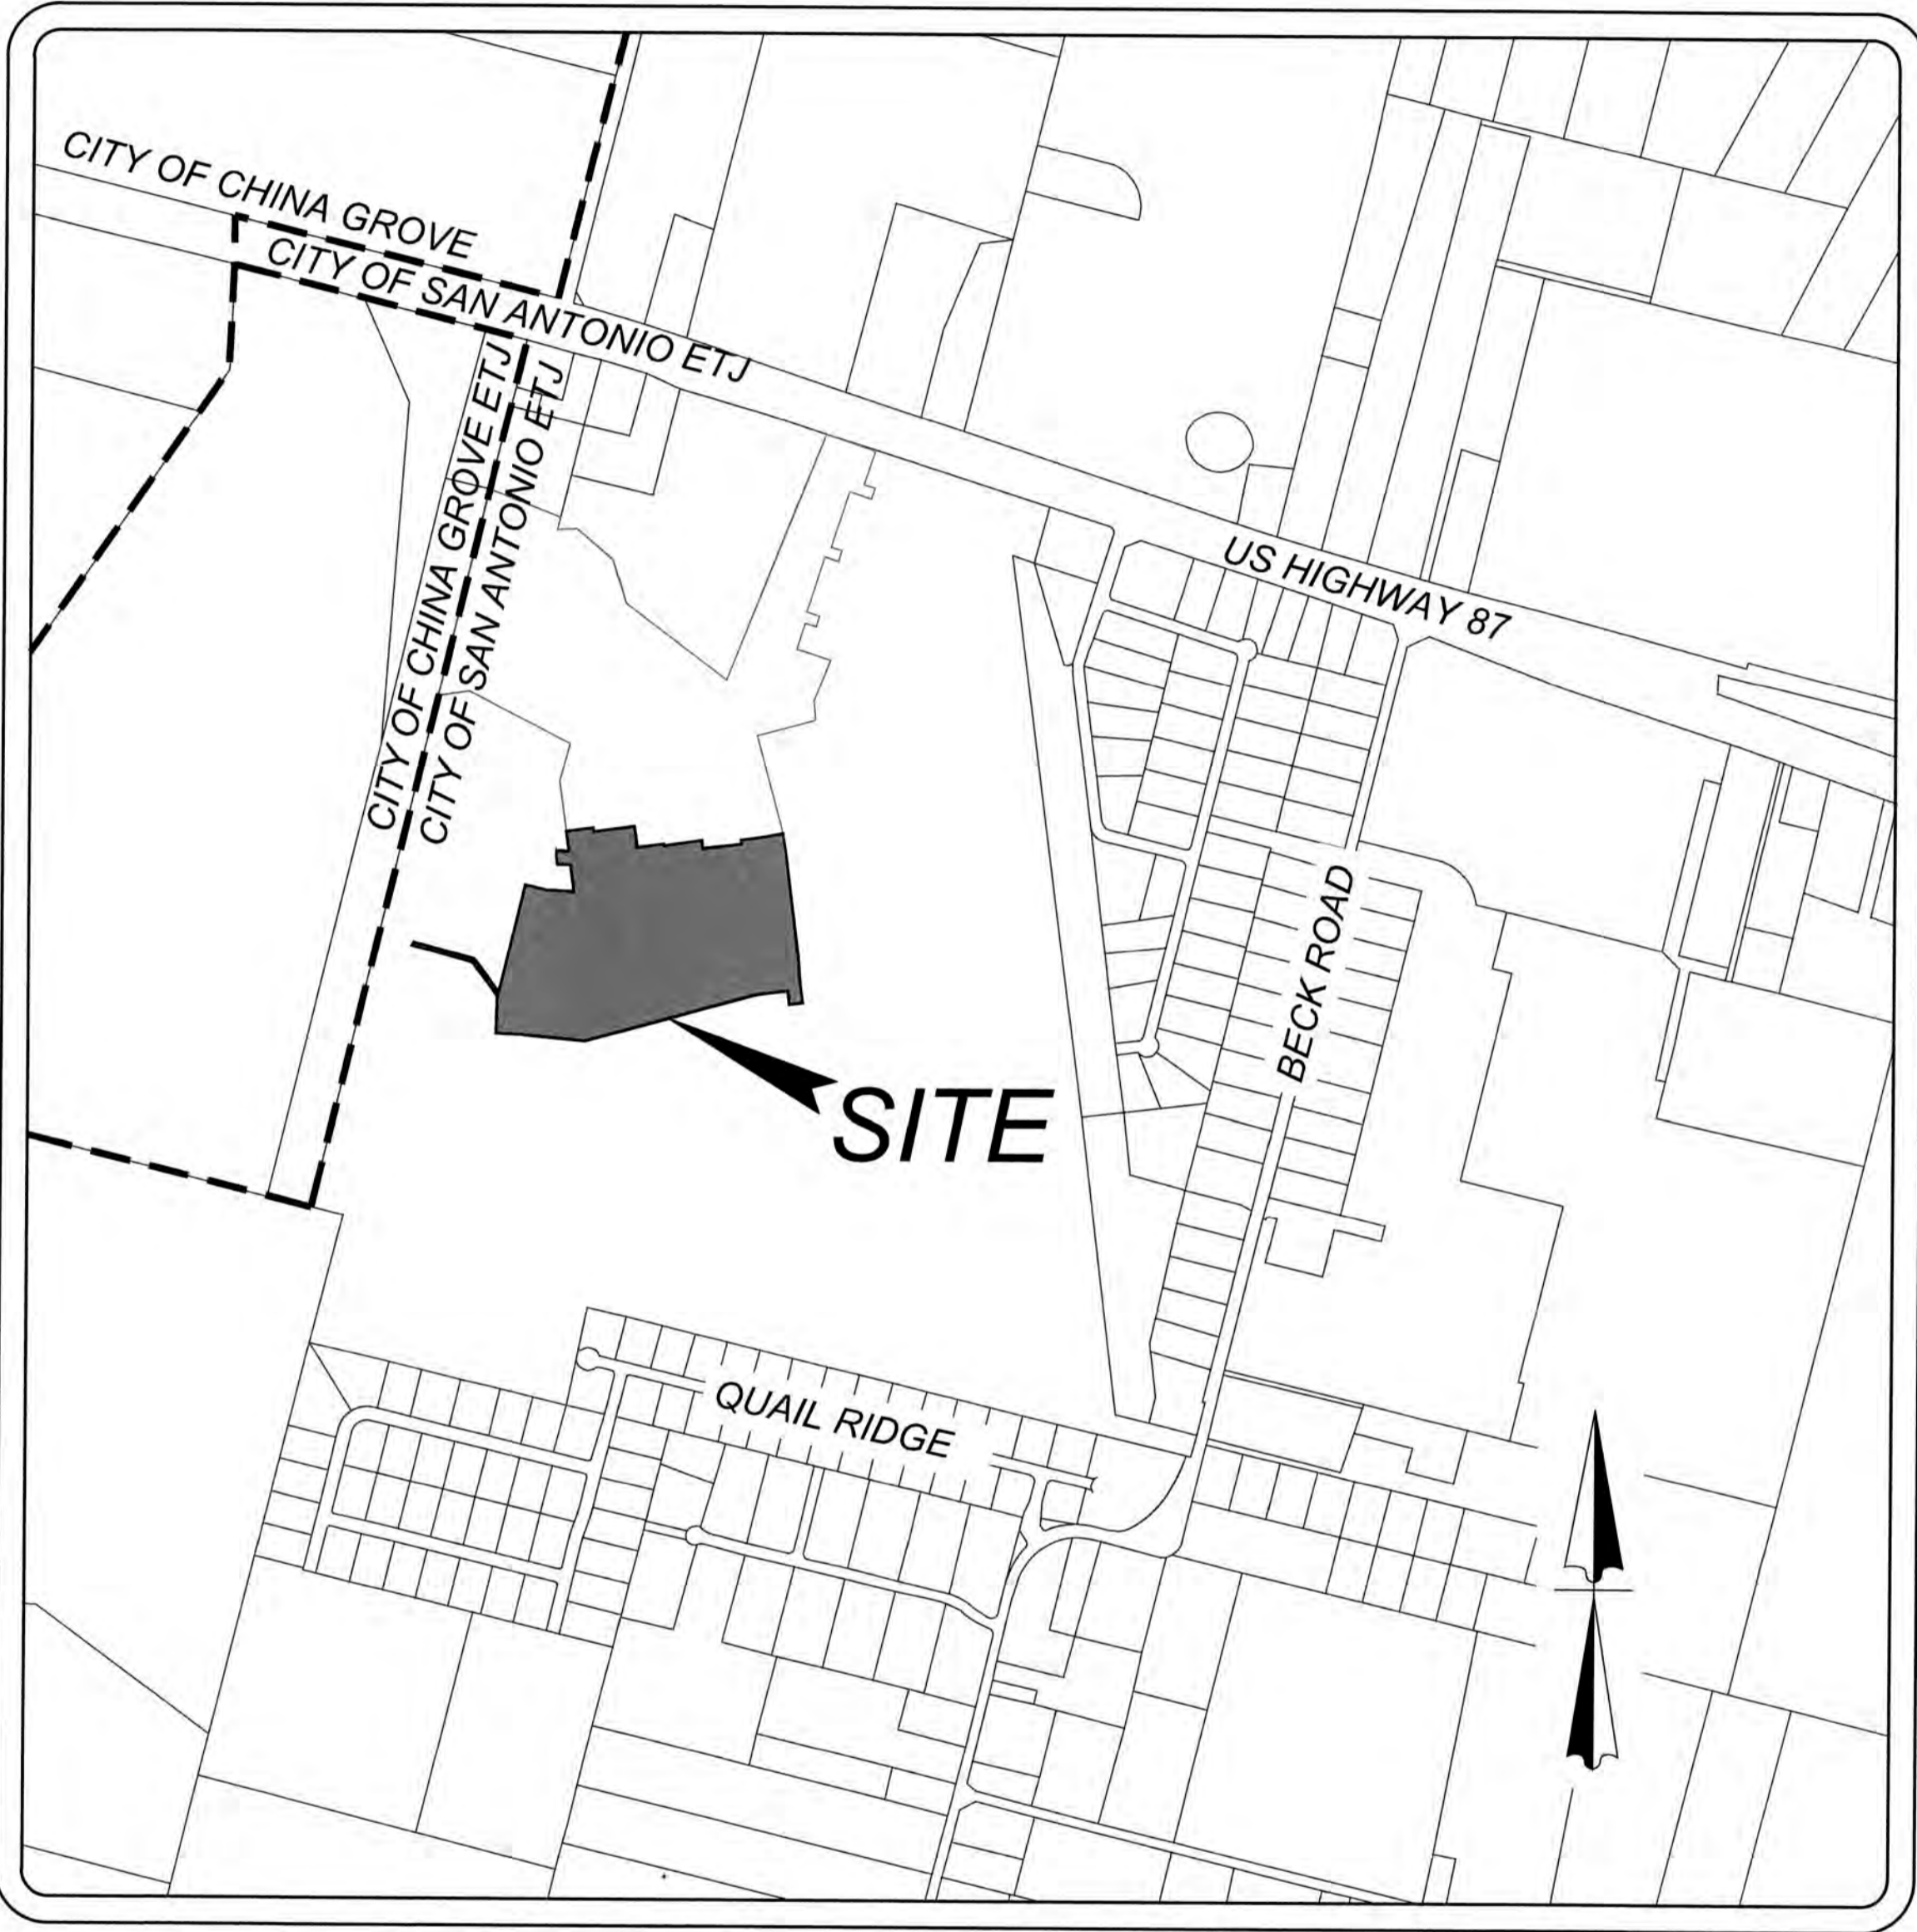 CITY OF CHINA GROVE
CITY OF SAN ANTONIO ETJ
CITY OF CHINA GROVE ETJ
CITY OF SAN ANTONIO ETJ
US HIGHWAY 87
BECK ROAD
SITE
QUAIL RIDGE